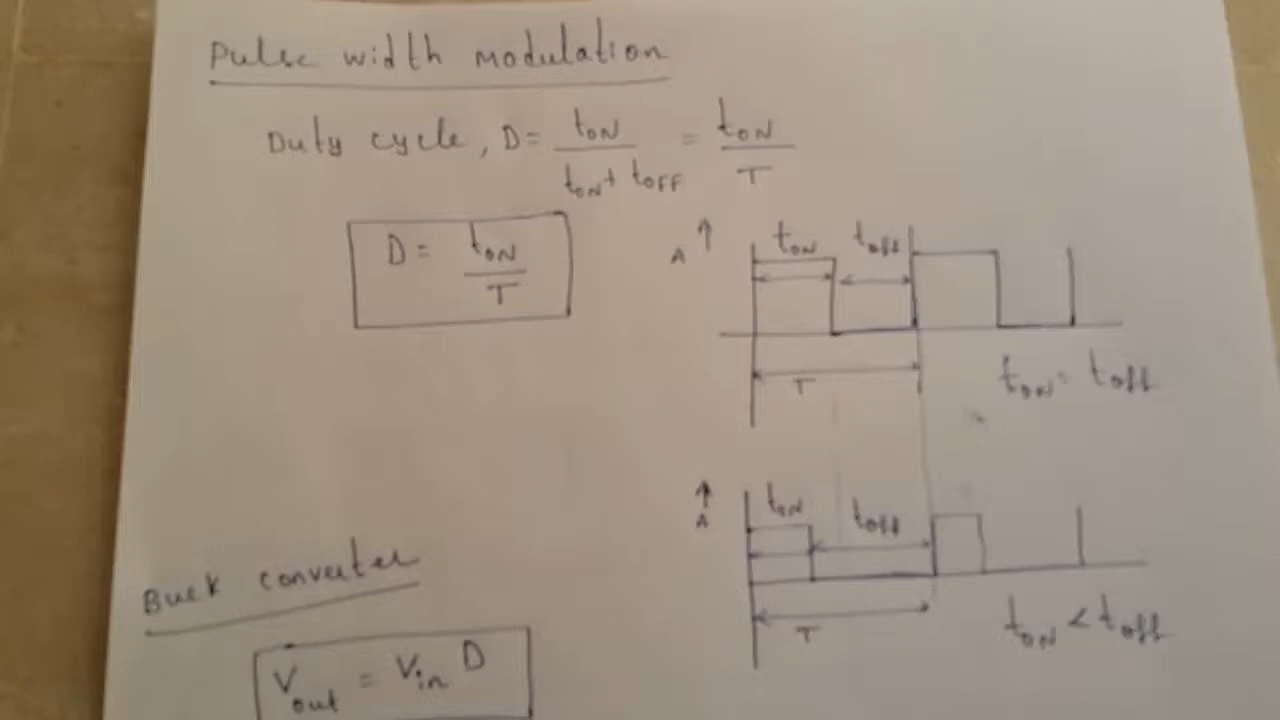 Pulse width modulation
Duty cycle, D = tON / tON + tOFF = tON / T
D = tON / T
A tON toff
T
tON = toff
A tON toff
T
tON < toff
Buck converter
Vout = Vin D